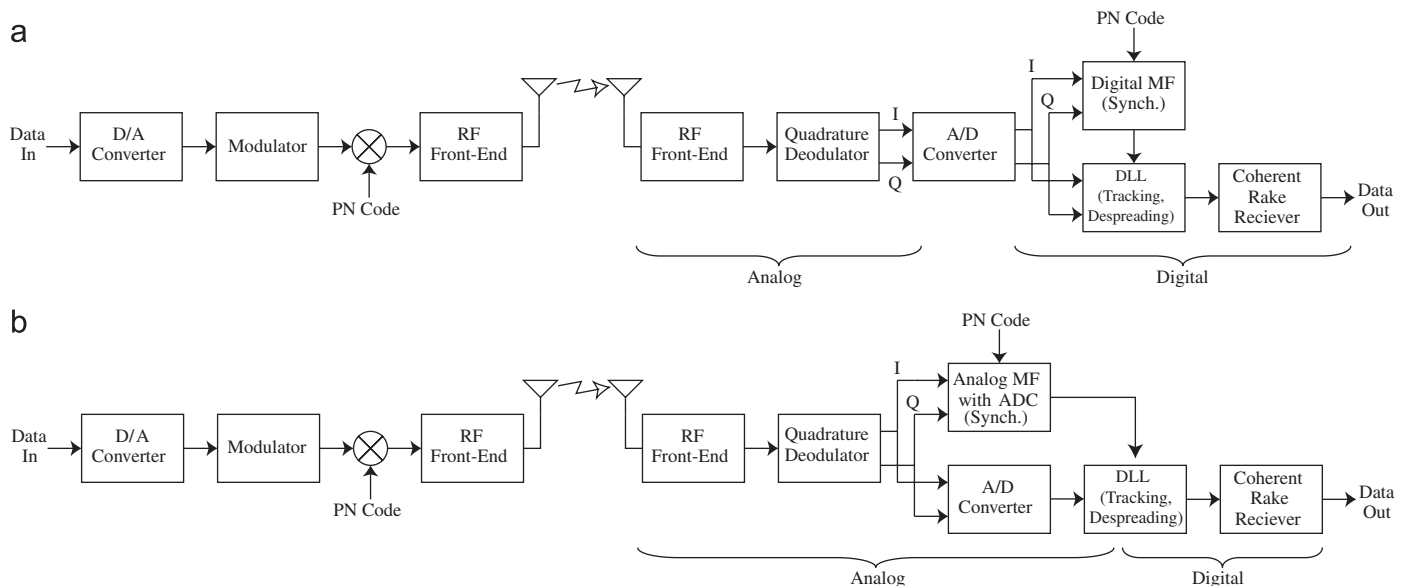 a
Data
In
D/A
Converter
Modulator
PN Code
RF
Front-End
RF
Front-End
Quadrature
Deodulator
I
Q
A/D
Converter
I
Q
PN Code
Digital MF
(Synch.)
DLL
(Tracking,
Despreading)
Coherent
Rake
Reciever
Data
Out
Analog
Digital
b
Data
In
D/A
Converter
Modulator
PN Code
RF
Front-End
RF
Front-End
Quadrature
Deodulator
I
Q
PN Code
Analog MF
with ADC
(Synch.)
A/D
Converter
DLL
(Tracking,
Despreading)
Coherent
Rake
Reciever
Data
Out
Analog
Digital